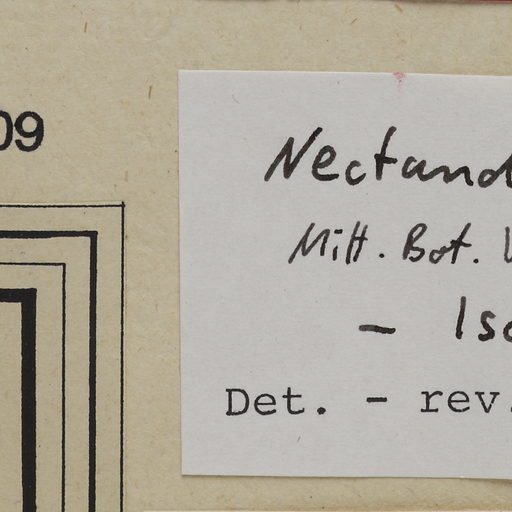 09
Nectand
Mitt. Bot.
- Iso
Det. - rev.